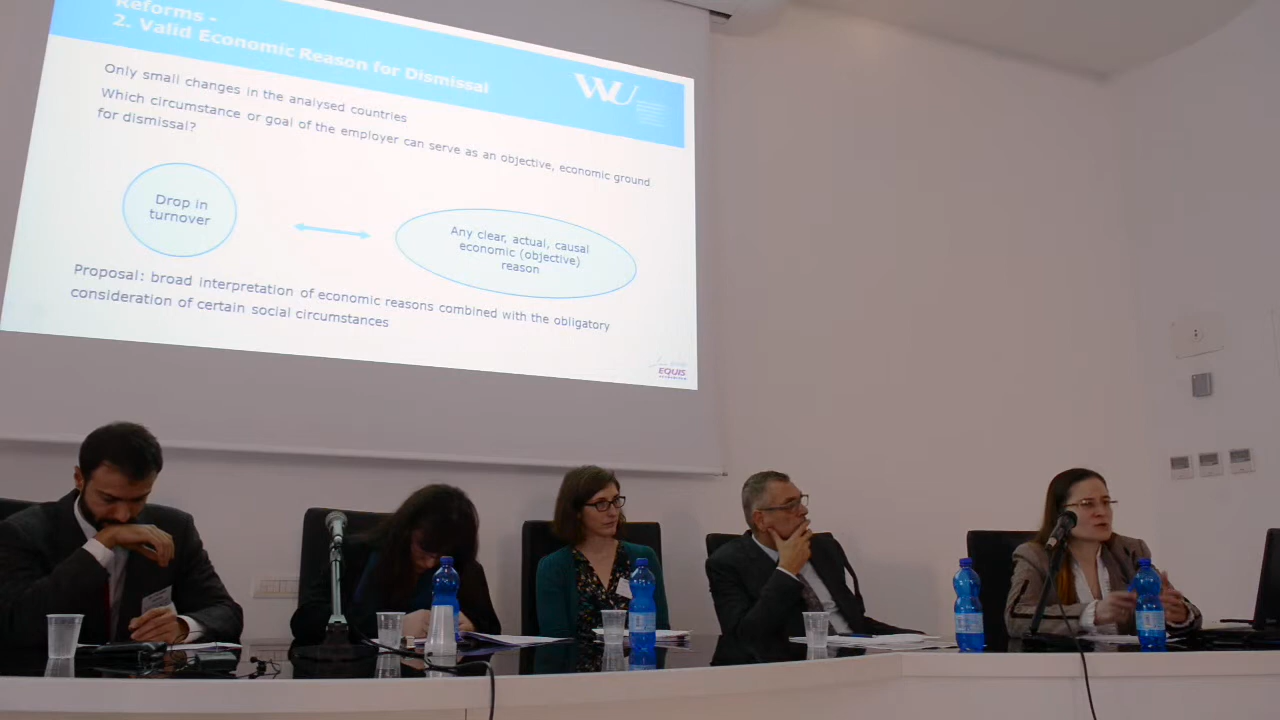 Reforms -
2. Valid Economic Reason for Dismissal
WU
Only small changes in the analysed countries
Which circumstance or goal of the employer can serve as an objective, economic ground
for dismissal?
Drop in
turnover
Any clear, actual, causal
economic (objective)
reason
Proposal: broad interpretation of economic reasons combined with the obligatory
consideration of certain social circumstances
EQUIS